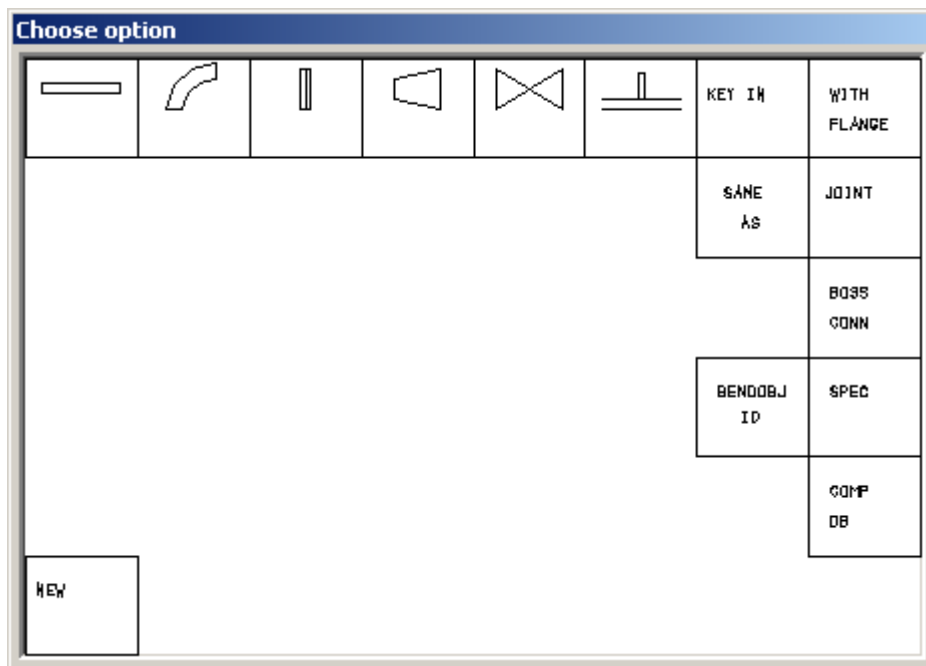 Choose option
KEY IN
WITH
FLANGE
SAME
AS
JOINT
BOSS
CONN
BENDOBJ
ID
SPEC
COMP
DB
NEW